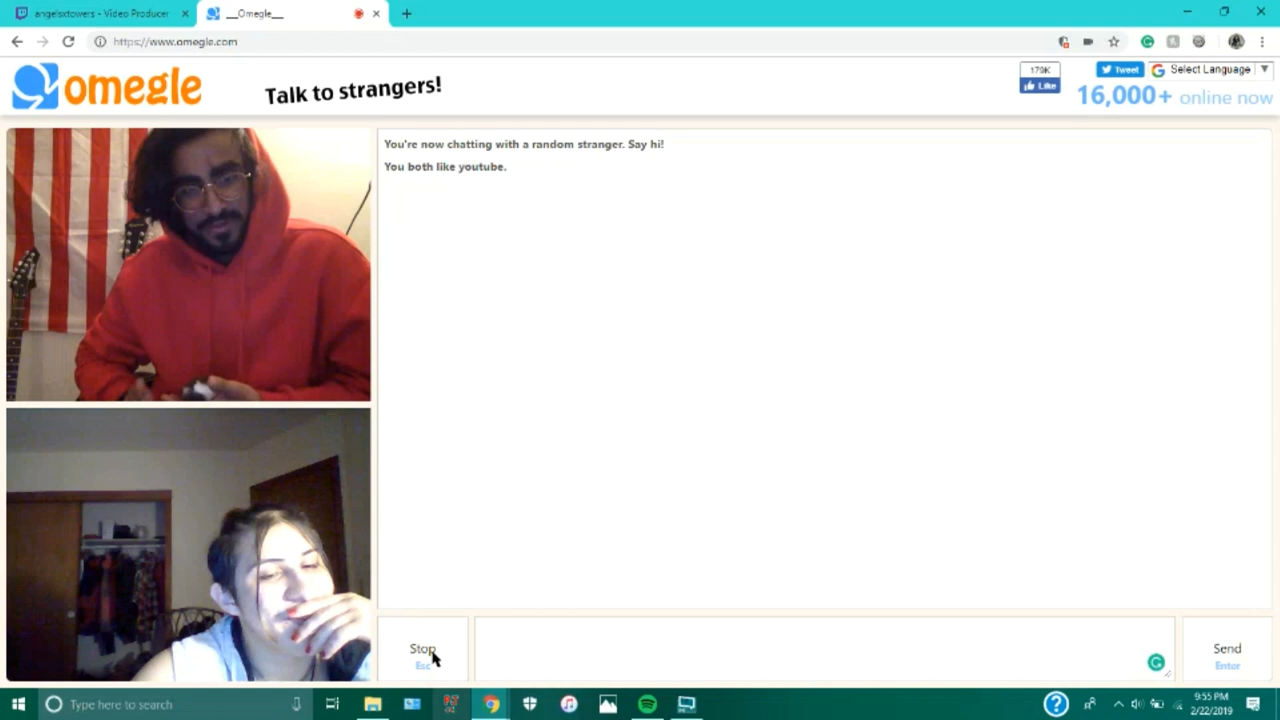 angelsxtowers - Video Producer
__Omegle__
https://www.omegle.com
omegle
Talk to strangers!
179K
Like
Tweet
Select Language
16,000+ online now
You're now chatting with a random stranger. Say hi!
You both like youtube.
Stop
Esc
Send
Enter
Type here to search
9:55 PM
2/22/2019